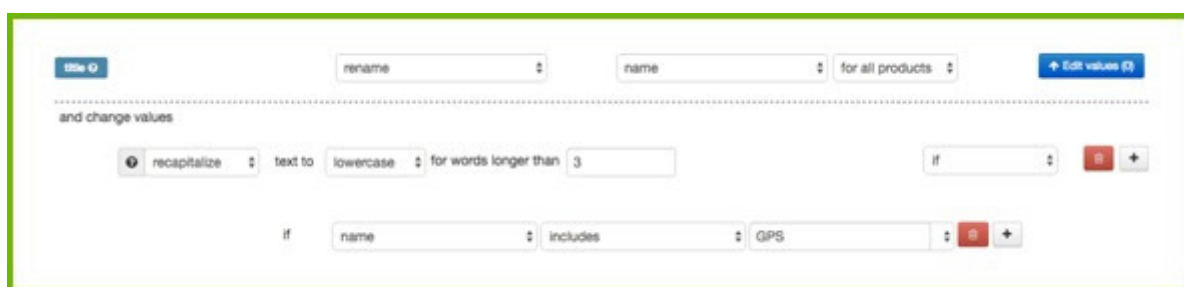 title
rename name for all products Edit values (0)
and change values
recapitalize text to lowercase for words longer than 3 if
if name includes GPS